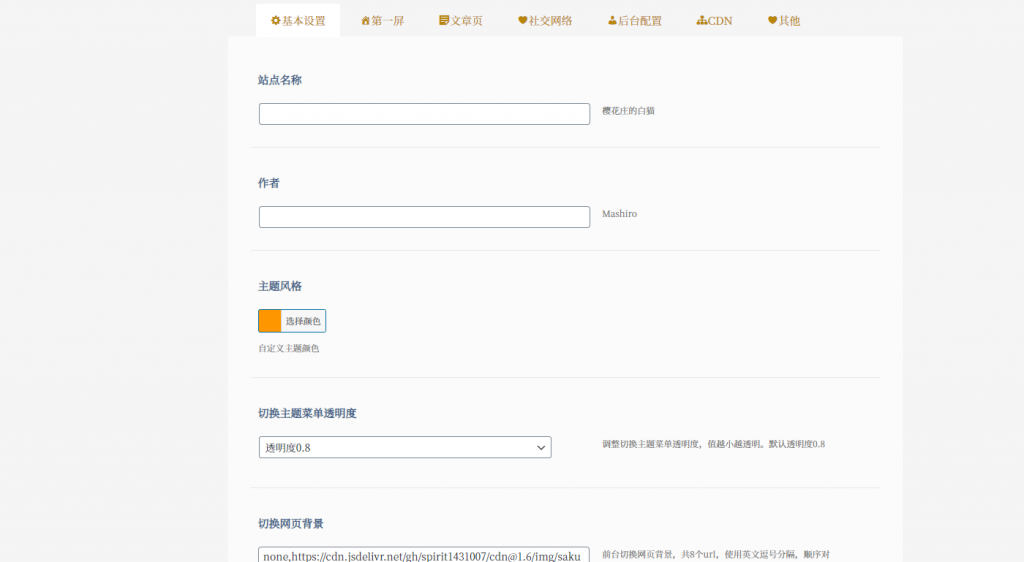 基本设置 第一屏 文章页 社交网络 后台配置 CDN 其他
站点名称
樱花庄的白猫
作者
Mashiro
主题风格
选择颜色
自定义主题颜色
切换主题菜单透明度
透明度0.8
调整切换主题菜单透明度，值越小越透明。默认透明度0.8
切换网页背景
none,https://cdn.jsdelivr.net/gh/spirit1431007/cdn@1.6/img/saku
前台切换网页背景，共8个url，使用英文逗号分隔，顺序对